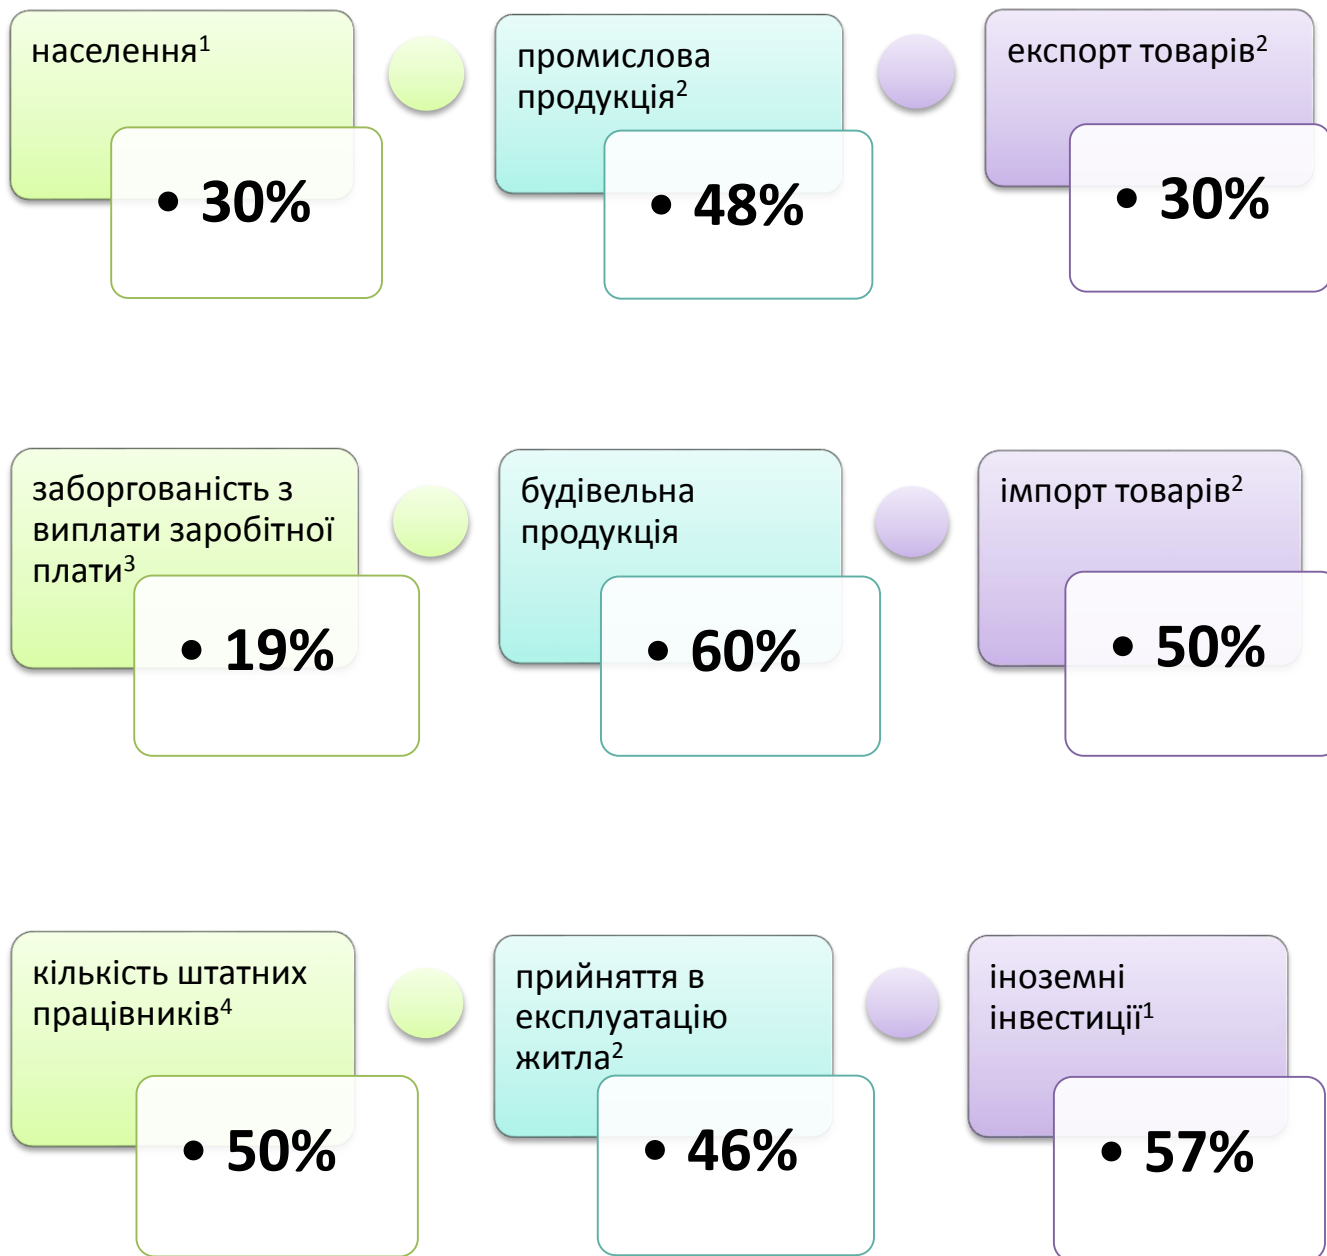 населення¹
• 30%
промислова
продукція²
• 48%
експорт товарів²
• 30%
заборгованість з
виплати заробітної
плати³
• 19%
будівельна
продукція
• 60%
імпорт товарів²
• 50%
кількість штатних
працівників⁴
• 50%
прийняття в
експлуатацію
житла²
• 46%
іноземні
інвестиції¹
• 57%